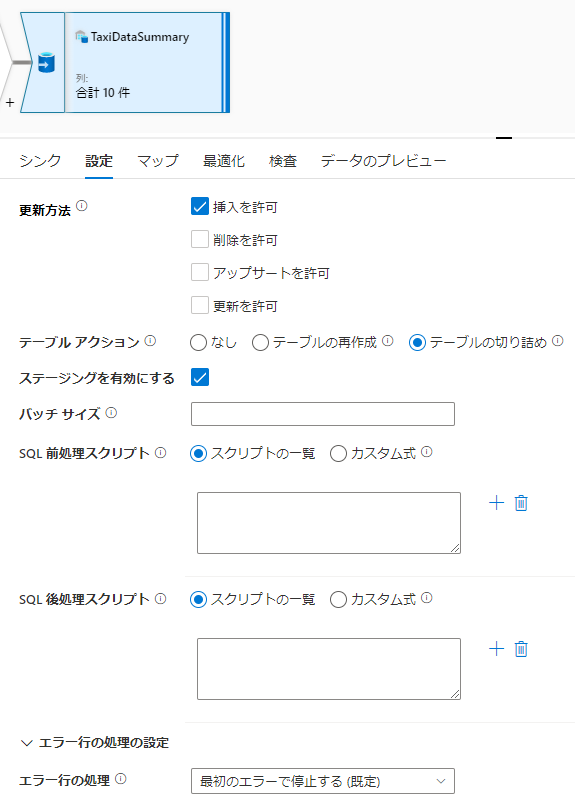 TaxiDataSummary
列:
合計 10 件
+
シンク 設定 マップ 最適化 検査 データのプレビュー
更新方法 挿入を許可
削除を許可
アップサートを許可
更新を許可
テーブル アクション なし テーブルの再作成 テーブルの切り詰め
ステージングを有効にする
バッチ サイズ
SQL 前処理スクリプト スクリプトの一覧 カスタム式
SQL 後処理スクリプト スクリプトの一覧 カスタム式
エラー行の処理の設定
エラー行の処理 最初のエラーで停止する (既定)